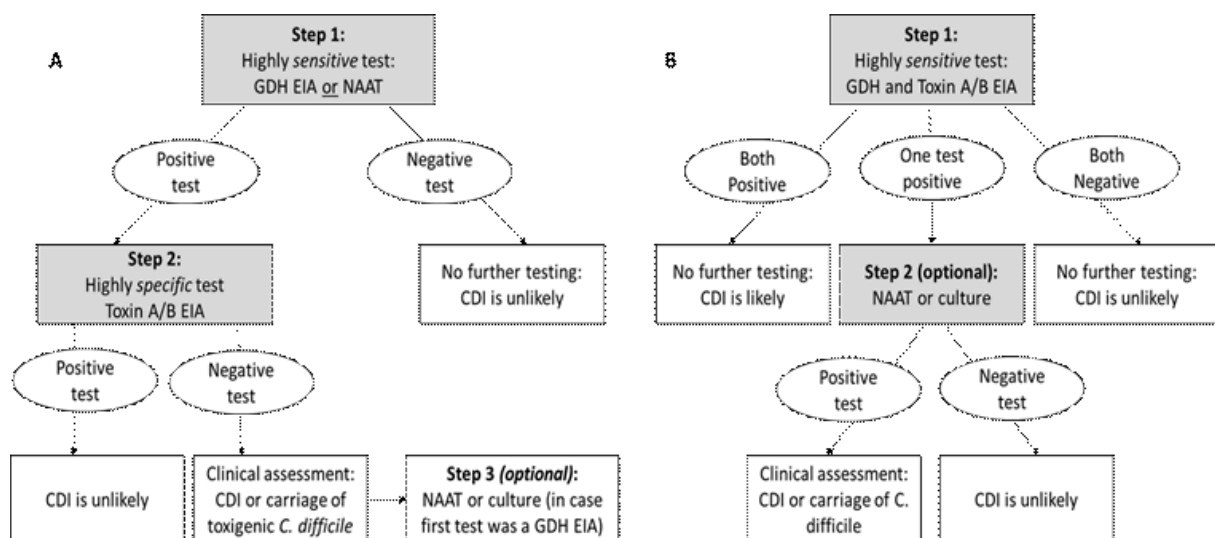 A
Step 1:
Highly sensitive test:
GDH EIA or NAAT
Positive
test
Negative
test
Step 2:
Highly specific test
Toxin A/B EIA
No further testing:
CDI is unlikely
Positive
test
Negative
test
CDI is unlikely
Clinical assessment:
CDI or carriage of
toxigenic C. difficile
Step 3 (optional):
NAAT or culture (in case
first test was a GDH EIA)
B
Step 1:
Highly sensitive test:
GDH and Toxin A/B EIA
Both
Positive
One test
positive
Both
Negative
No further testing:
CDI is likely
Step 2 (optional):
NAAT or culture
No further testing:
CDI is unlikely
Positive
test
Negative
test
Clinical assessment:
CDI or carriage of C.
difficile
CDI is unlikely